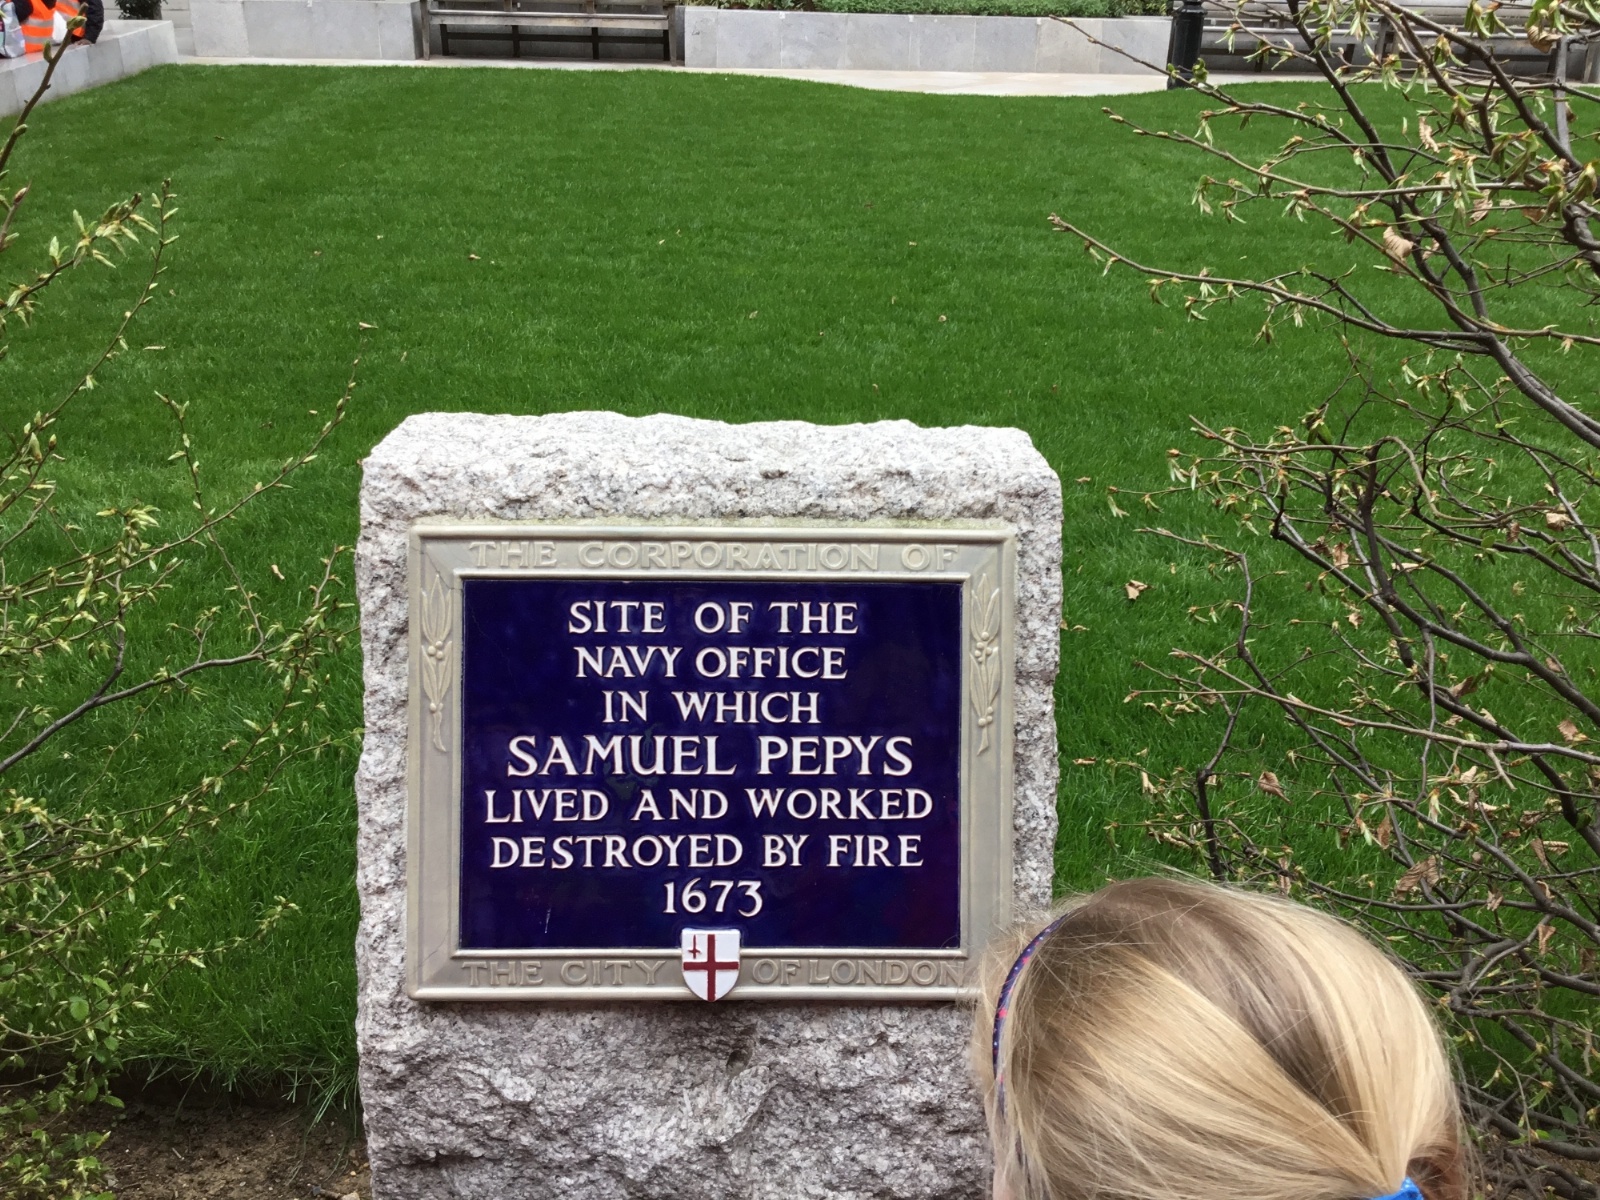 THE CORPORATION OF
SITE OF THE
NAVY OFFICE
IN WHICH
SAMUEL PEPYS
LIVED AND WORKED
DESTROYED BY FIRE
1673
THE CITY OF LONDON